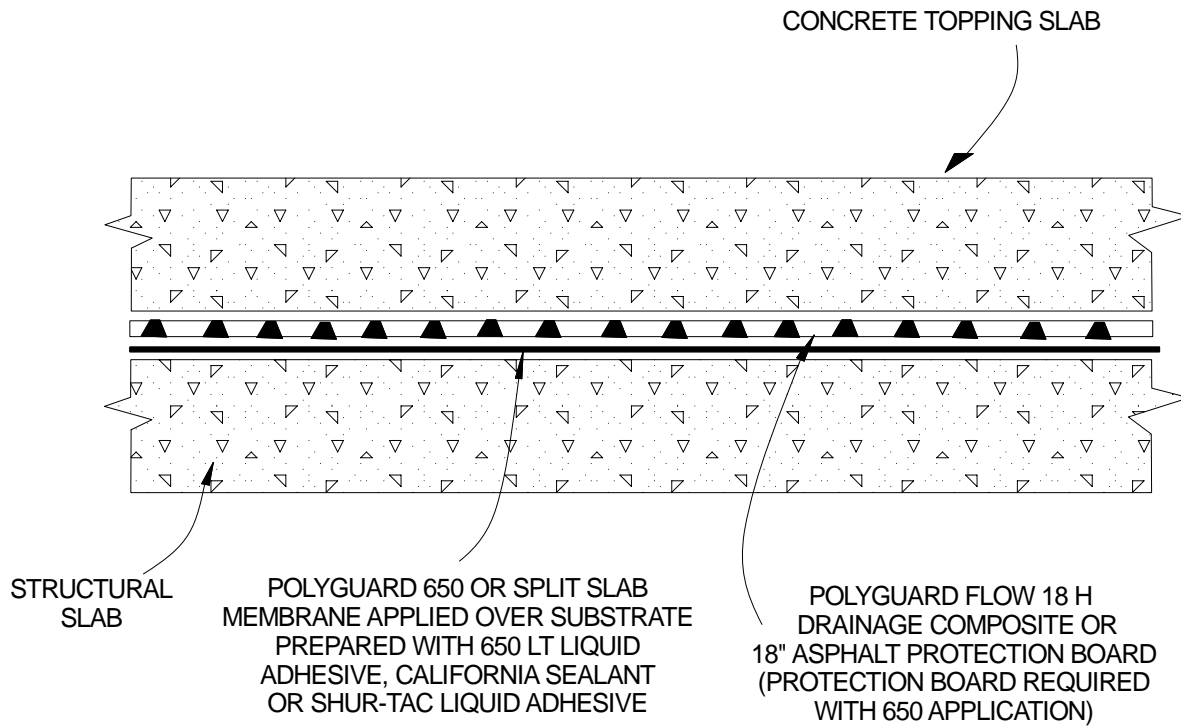 CONCRETE TOPPING SLAB
STRUCTURAL
SLAB
POLYGUARD 650 OR SPLIT SLAB
MEMBRANE APPLIED OVER SUBSTRATE
PREPARED WITH 650 LT LIQUID
ADHESIVE, CALIFORNIA SEALANT
OR SHUR-TAC LIQUID ADHESIVE
POLYGUARD FLOW 18 H
DRAINAGE COMPOSITE OR
18" ASPHALT PROTECTION BOARD
(PROTECTION BOARD REQUIRED
WITH 650 APPLICATION)